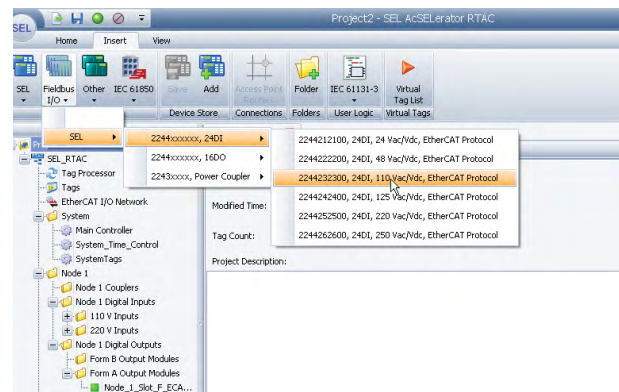 Project2 - SEL AcSELerator RTAC
SEL
Home Insert View
SEL Fieldbus I/O Other IEC 61850 Save Add Access Point Routers Folder IEC 61131-3 Virtual Tag List
Device Store Connections Folders User Logic Virtual Tags
SEL
2244xxxxxx, 24DI
2244xxxxxx, 16DO
2243xxxx, Power Coupler
2244212100, 24DI, 24 Vac/Vdc, EtherCAT Protocol
2244222200, 24DI, 48 Vac/Vdc, EtherCAT Protocol
2244232300, 24DI, 110 Vac/Vdc, EtherCAT Protocol
2244242400, 24DI, 125 Vac/Vdc, EtherCAT Protocol
2244252500, 24DI, 220 Vac/Vdc, EtherCAT Protocol
2244262600, 24DI, 250 Vac/Vdc, EtherCAT Protocol
Pr
SEL_RTAC
Tag Processor
Tags
EtherCAT I/O Network
System
Main Controller
System_Time_Control
SystemTags
Node 1
Node 1 Couplers
Node 1 Digital Inputs
110 V Inputs
220 V Inputs
Node 1 Digital Outputs
Form B Output Modules
Form A Output Modules
Node_1_Slot_F_ECA...
Modified Time:
Tag Count:
Project Description: